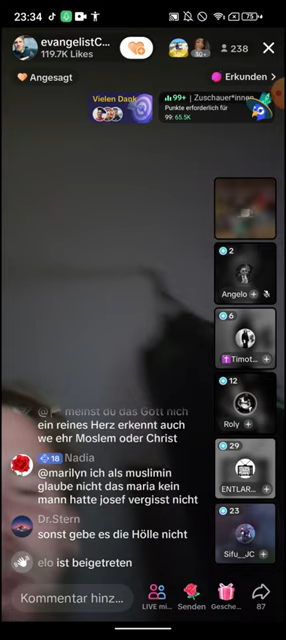 23:34
75
evangelistC...
119.7K Likes
30+
238
Angesagt
Erkunden >
Vielen Dank
99+ | Zuschauer*innen
Punkte erforderlich für
99: 65.5K
2
Angelo
6
Timot...
12
Roly
29
ENTLAR...
23
Sifu__JC
meinst du das Gott nich
ein reines Herz erkennt auch
we ehr Moslem oder Christ
18 Nadia
@marilyn ich als muslimin
glaube nicht das maria kein
mann hatte josef vergisst nicht
Dr.Stern
sonst gebe es die Hölle nicht
elo ist beigetreten
Kommentar hinz...
LIVE mi...
Senden
Gesche...
87